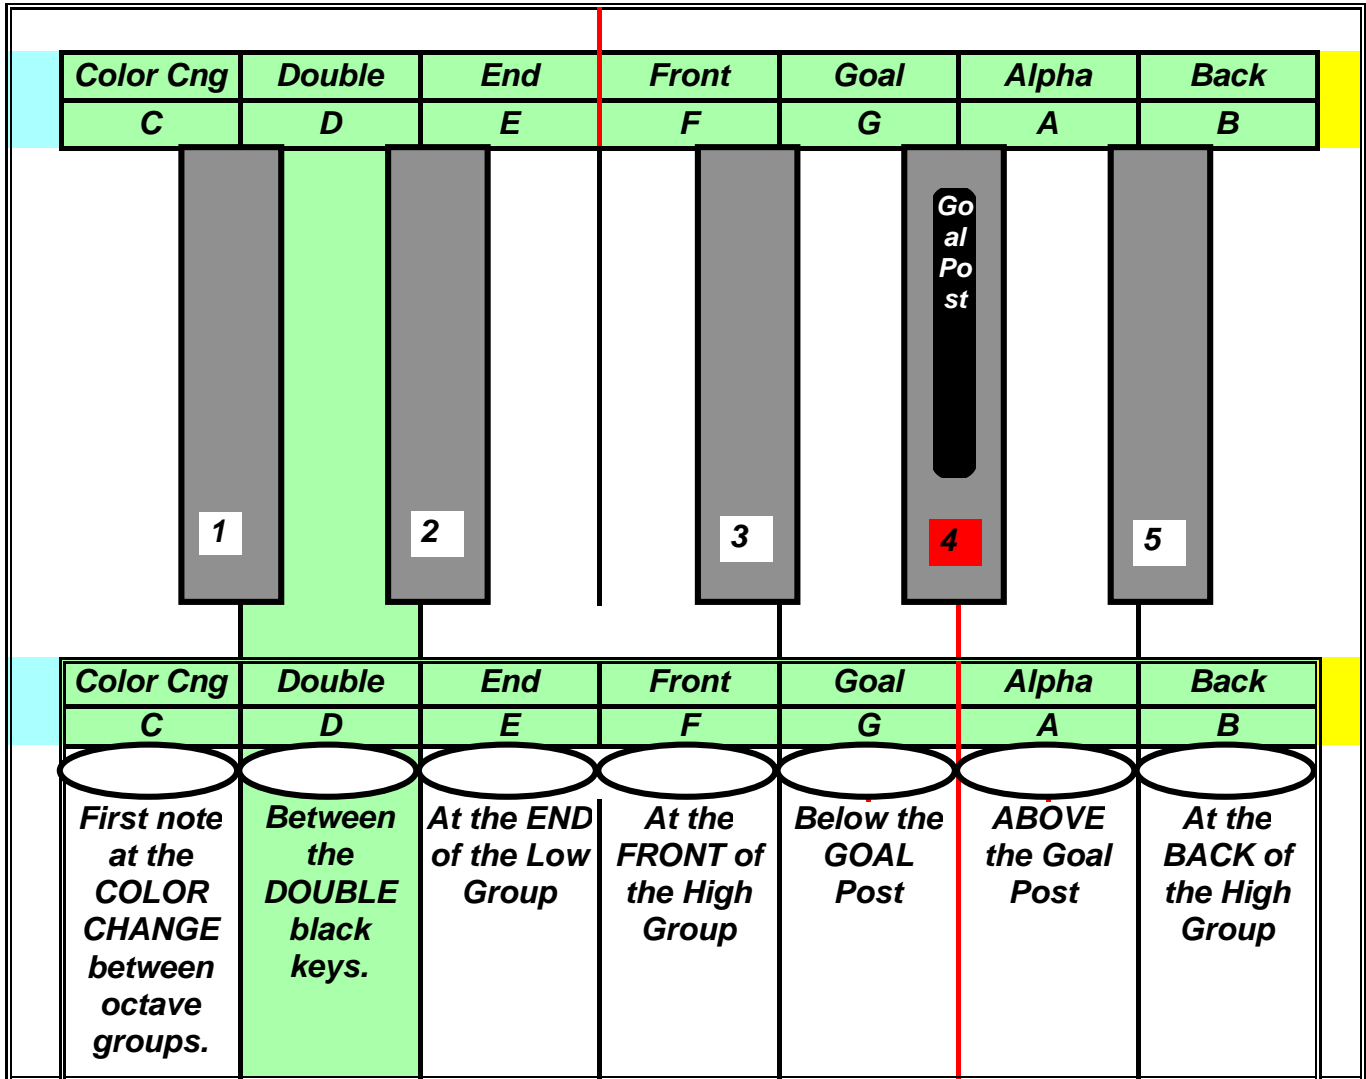 Color Cng Double End Front Goal Alpha Back
C D E F G A B
Go
al
Po
st
1 2 3 4 5
Color Cng Double End Front Goal Alpha Back
C D E F G A B
First note
at the
COLOR
CHANGE
between
octave
groups.
Between
the
DOUBLE
black
keys.
At the END
of the Low
Group
At the
FRONT of
the High
Group
Below the
GOAL
Post
ABOVE
the Goal
Post
At the
BACK of
the High
Group